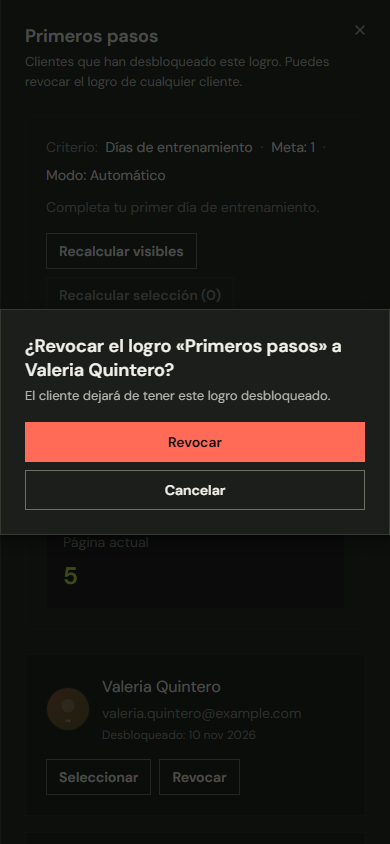 Primeros pasos
Clientes que han desbloqueado este logro. Puedes
revocar el logro de cualquier cliente.
Criterio: Días de entrenamiento · Meta: 1 ·
Modo: Automático
Completa tu primer día de entrenamiento.
Recalcular visibles
Recalcular selección (0)
¿Revocar el logro «Primeros pasos» a
Valeria Quintero?
El cliente dejará de tener este logro desbloqueado.
Revocar
Cancelar
Página actual
5
Valeria Quintero
valeria.quintero@example.com
Desbloqueado: 10 nov 2026
Seleccionar Revocar